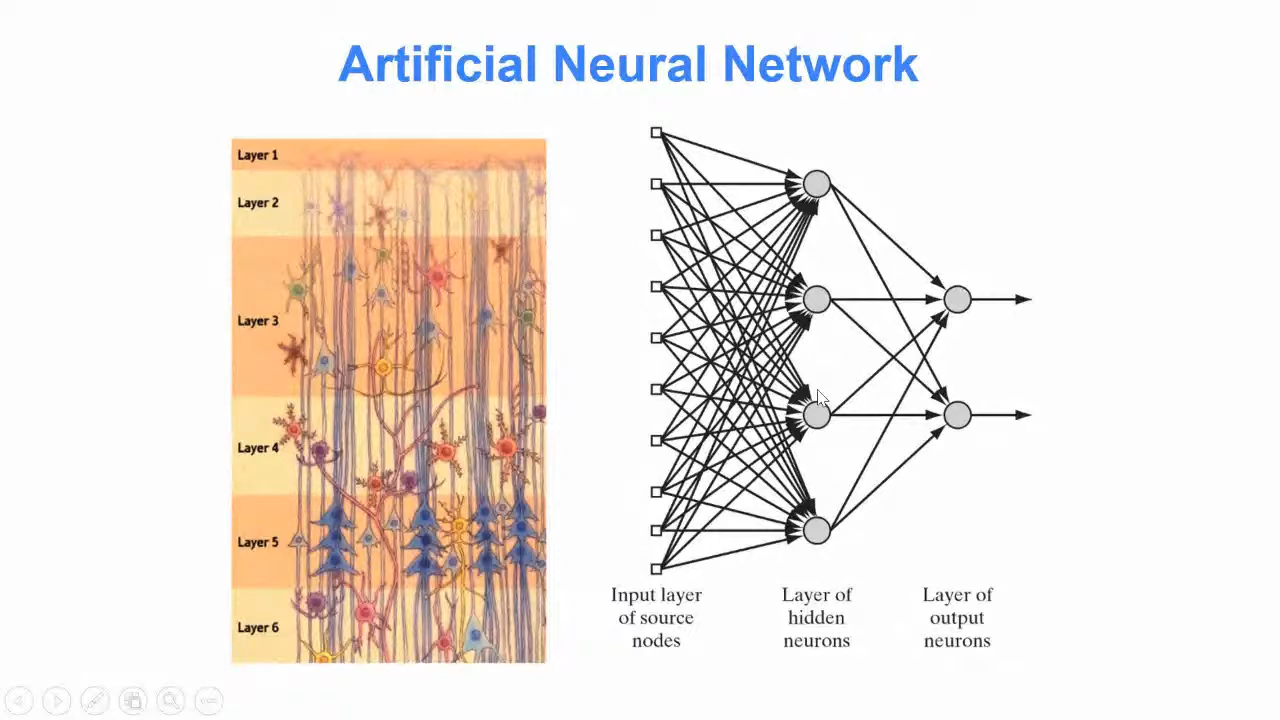 Artificial Neural Network
Layer 1
Layer 2
Layer 3
Layer 4
Layer 5
Layer 6
Input layer
of source
nodes
Layer of
hidden
neurons
Layer of
output
neurons